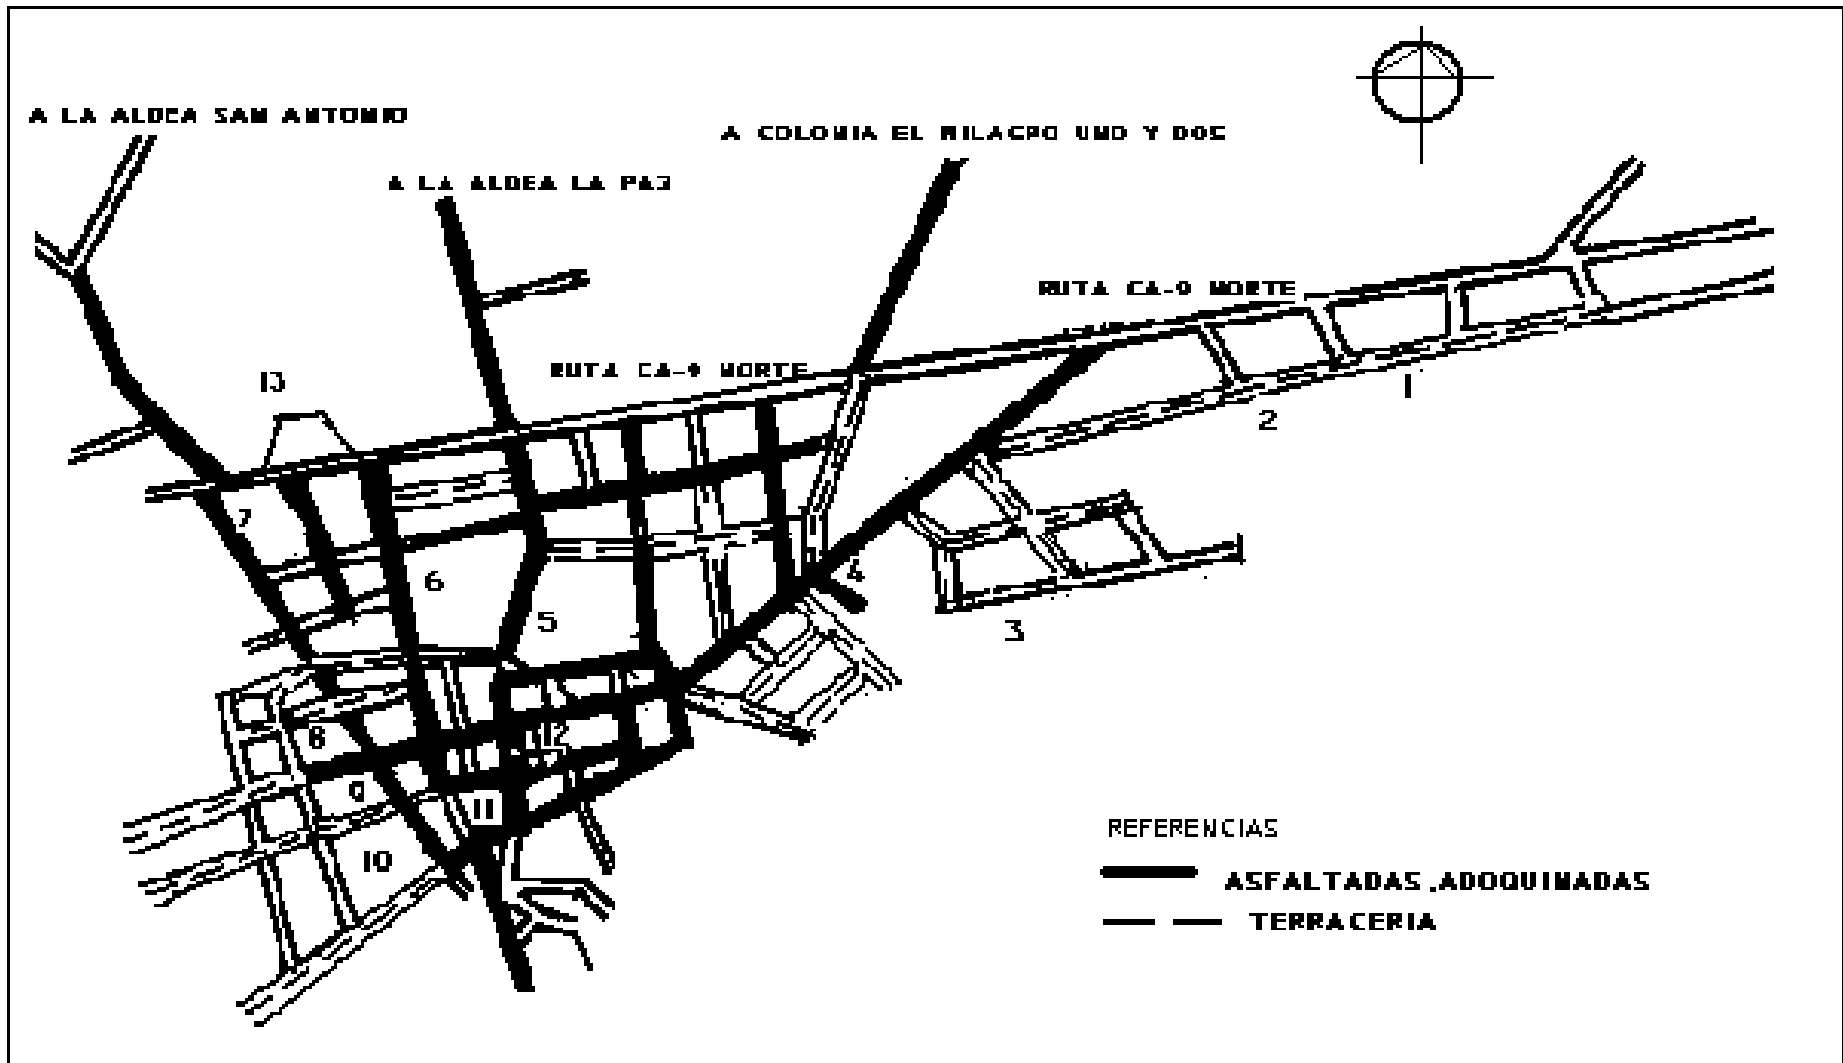 A LA ALDEA SAN ANTONIO
A COLONIA EL MILAGRO UNO Y DOS
A LA ALDEA LA PAZ
RUTA CA-9 NORTE
RUTA CA-9 NORTE
13
1
2
7
4
6
5
3
8
12
9
11
10
REFERENCIAS
ASFALTADAS,ADOQUINADAS
TERRACERIA